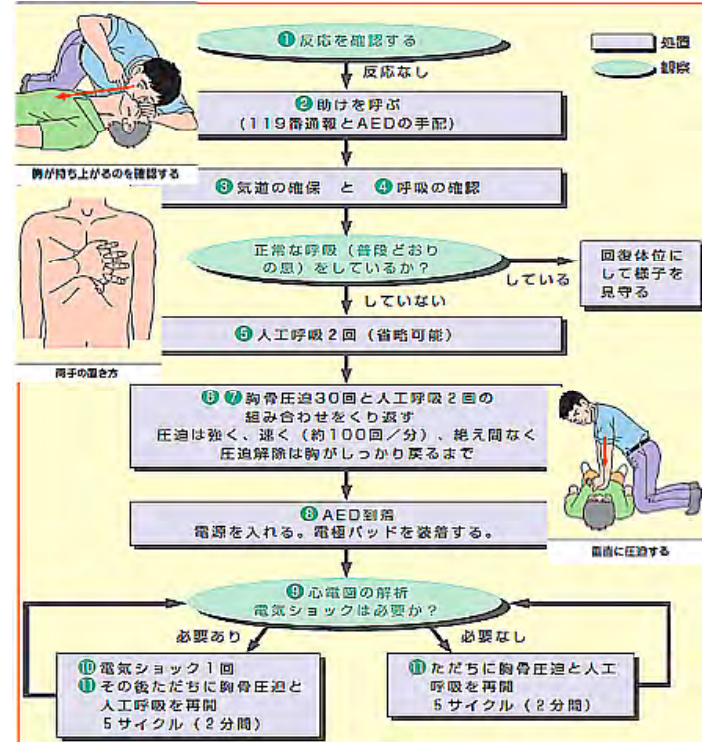 ❶反応を確認する
処置
観察
反応なし
❷助けを呼ぶ
(119番通報とAEDの手配)
胸が持ち上がるのを確認する
❸気道の確保 と ❹呼吸の確認
正常な呼吸(普段どおり
の息)をしているか?
している
回復体位に
して様子を
見守る
していない
❺人工呼吸2回(省略可能)
両手の置き方
❻❼胸骨圧迫30回と人工呼吸2回の
組み合わせをくり返す
圧迫は強く、速く(約100回/分)、絶え間なく
圧迫解除は胸がしっかり戻るまで
❽AED到着
電源を入れる。電極パッドを装着する。
垂直に圧迫する
❾心電図の解析
電気ショックは必要か?
必要あり
必要なし
❿電気ショック1回
⓫その後ただちに胸骨圧迫と
人工呼吸を再開
5サイクル(2分間)
⓫ただちに胸骨圧迫と人工
呼吸を再開
5サイクル(2分間)